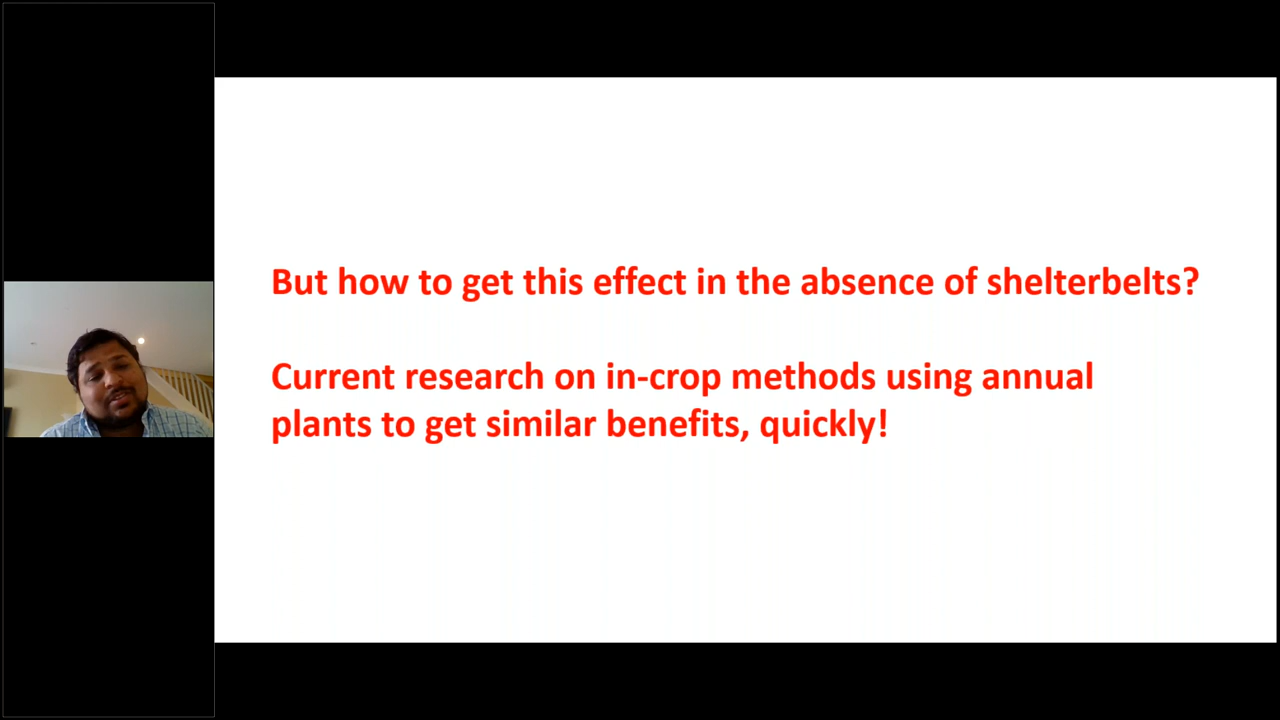 But how to get this effect in the absence of shelterbelts?
Current research on in-crop methods using annual
plants to get similar benefits, quickly!